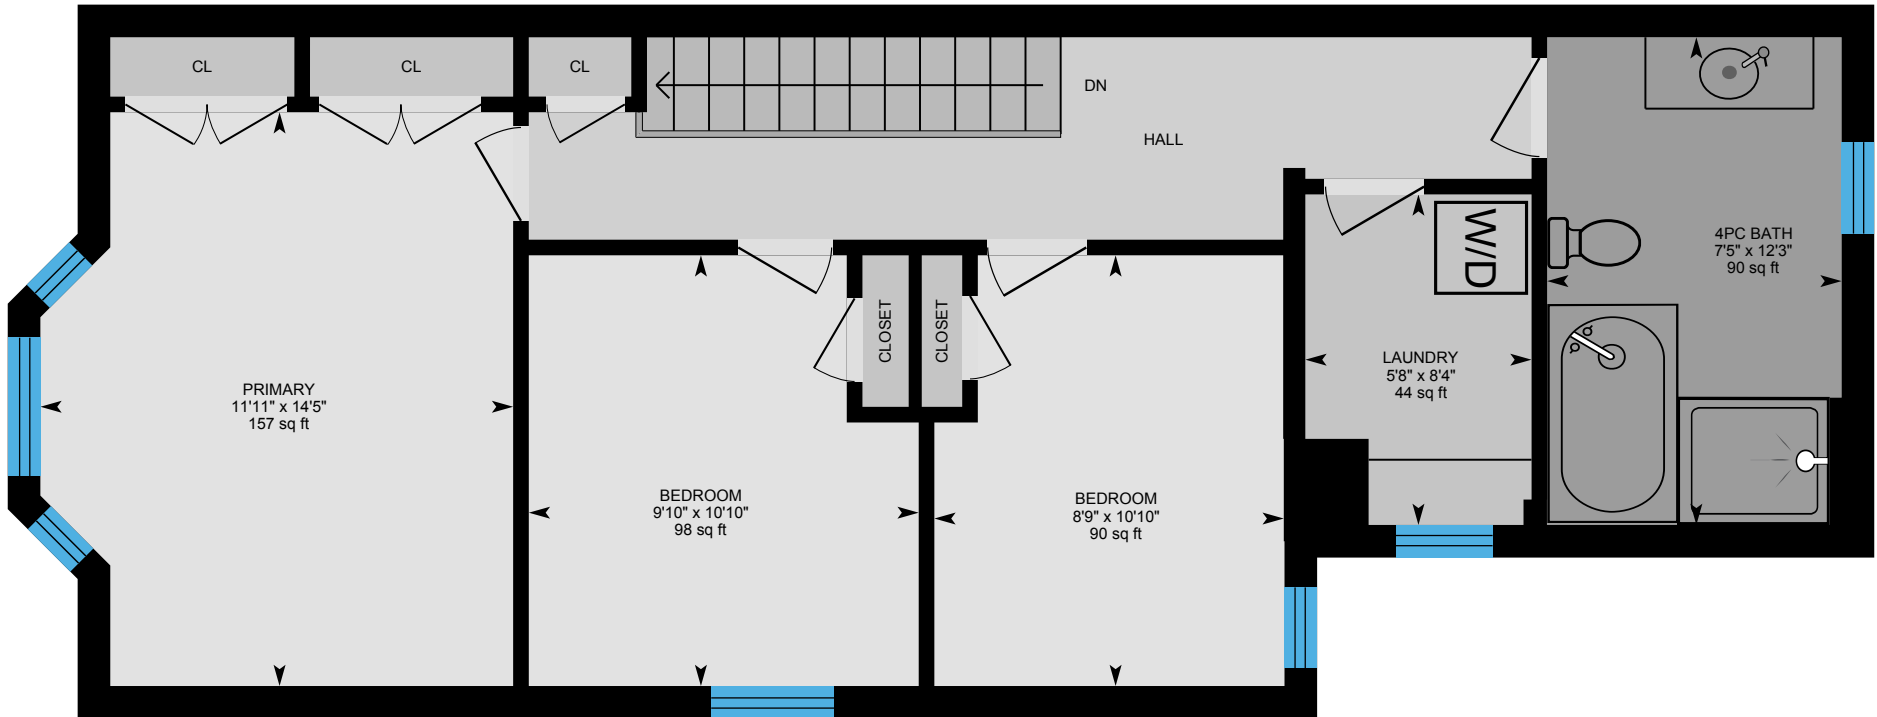 CL
CL
CL
DN
HALL
W/D
4PC BATH
7'5" x 12'3"
90 sq ft
CLOSET
CLOSET
LAUNDRY
5'8" x 8'4"
44 sq ft
PRIMARY
11'11" x 14'5"
157 sq ft
BEDROOM
9'10" x 10'10"
98 sq ft
BEDROOM
8'9" x 10'10"
90 sq ft